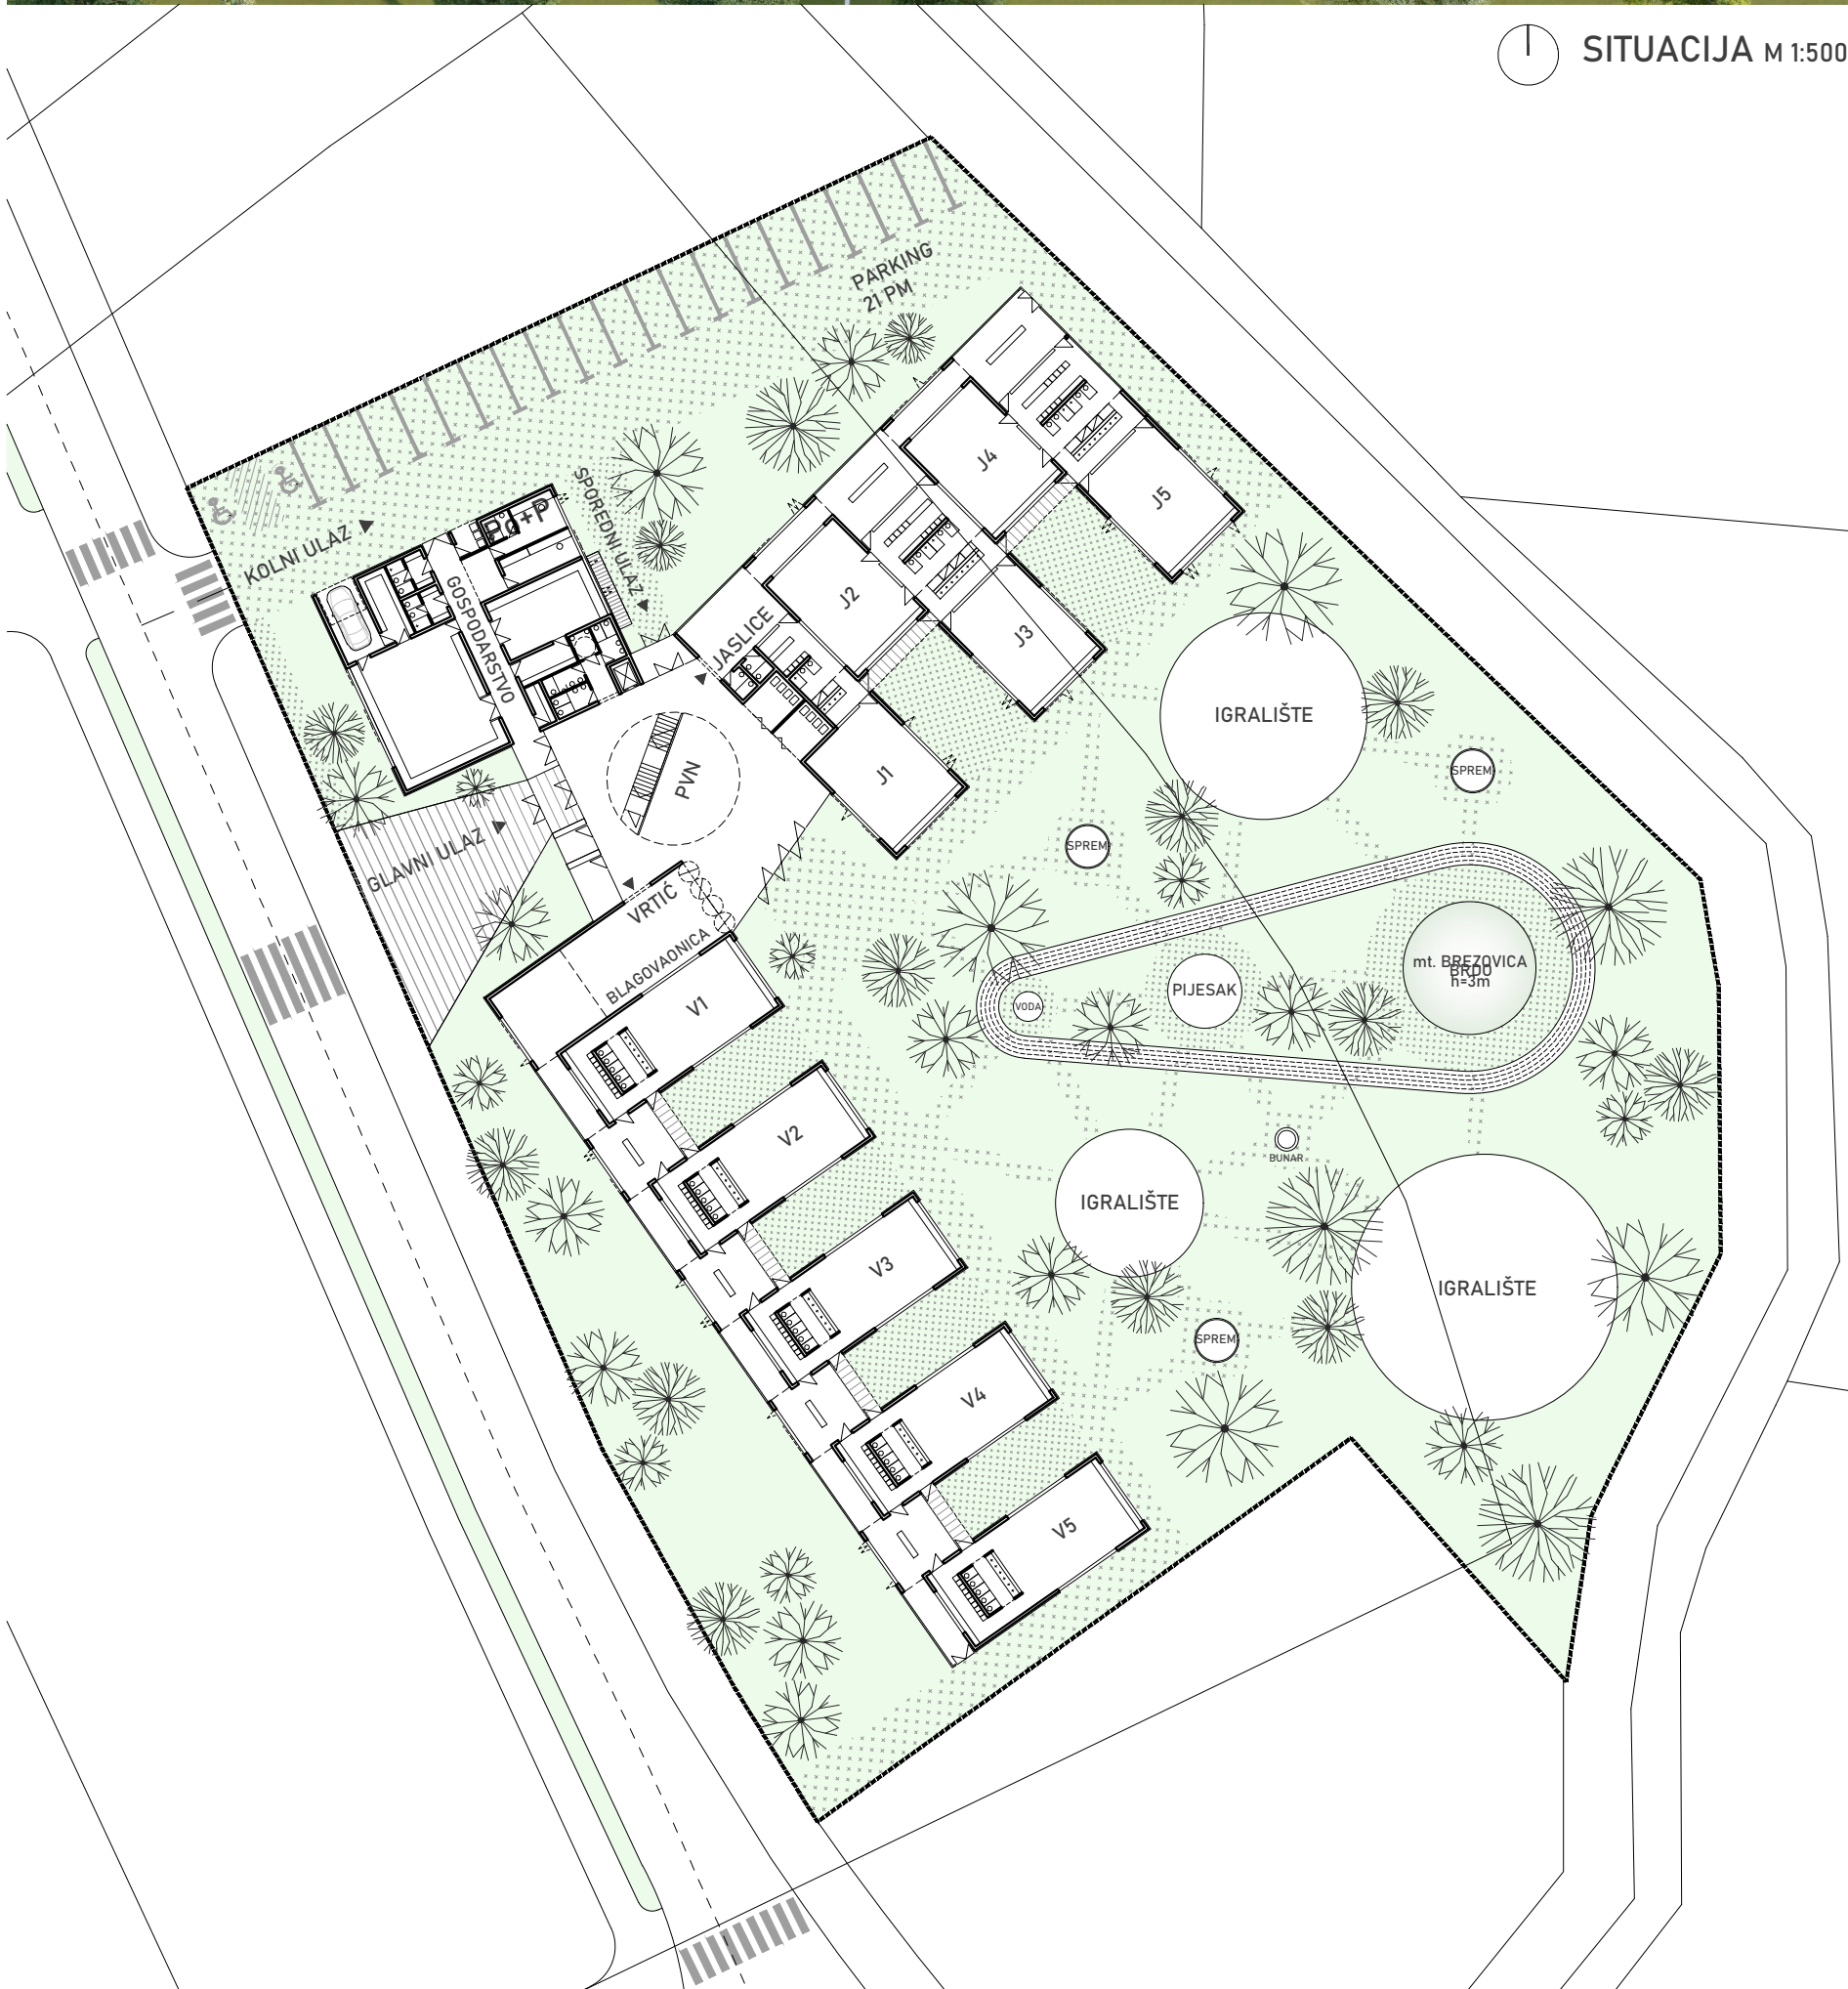 SITUACIJA M 1:500
PARKING
21 PM
KOLNI ULAZ
Po+P
SPOREDNI ULAZ
GOSPODARSTVO
JASLICE
J4
J5
J2
J3
J1
PVN
IGRALIŠTE
SPREM
SPREM
GLAVNI ULAZ
VRTIĆ
BLAGOVAONICA
V1
mt. BREZOVICA
BRDO
h=3m
PIJESAK
VODA
V2
BUNAR
IGRALIŠTE
V3
IGRALIŠTE
SPREM
V4
V5